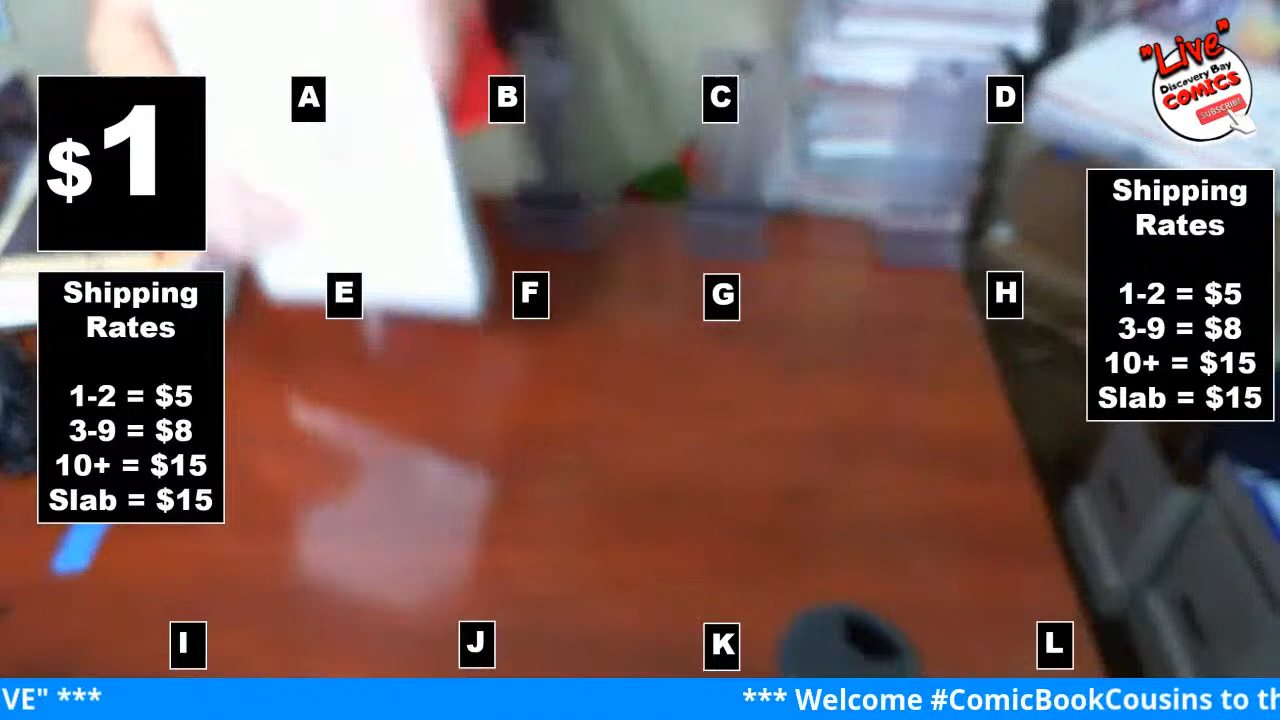 "Live"
Discovery Bay
COMICS
SUBSCRIBE
$1
A
B
C
D
Shipping
Rates
1-2 = $5
3-9 = $8
10+ = $15
Slab = $15
E
F
G
H
Shipping
Rates
1-2 = $5
3-9 = $8
10+ = $15
Slab = $15
I
J
K
L
VE" ***
*** Welcome #ComicBookCousins to th